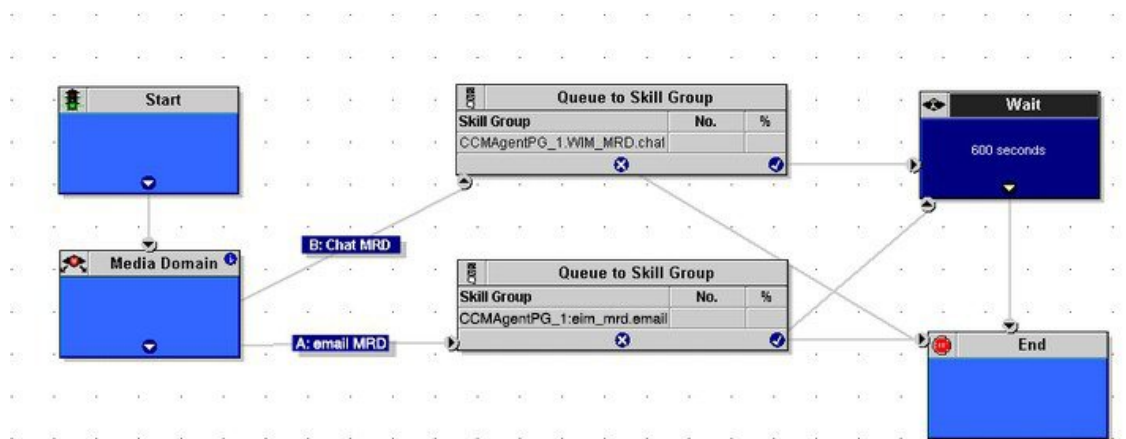 Start
Queue to Skill Group
Skill Group No. %
CCMAgentPG_1.WIM_MRD.chat
Wait
600 seconds
B: Chat MRD
Media Domain
Queue to Skill Group
Skill Group No. %
CCMAgentPG_1:eim_mrd.email
A: email MRD
End